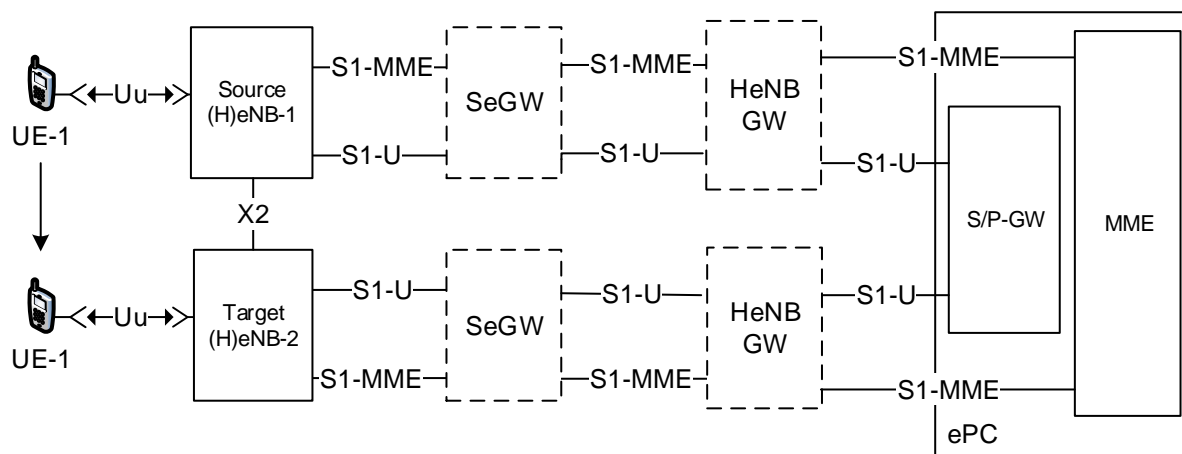 S1-MME
S1-MME
S1-MME
Source
(H)eNB-1
SeGW
HeNB
GW
Uu
UE-1
S1-U
S1-U
S1-U
X2
S/P-GW
MME
S1-U
S1-U
S1-U
Target
(H)eNB-2
SeGW
HeNB
GW
Uu
UE-1
S1-MME
S1-MME
S1-MME
ePC